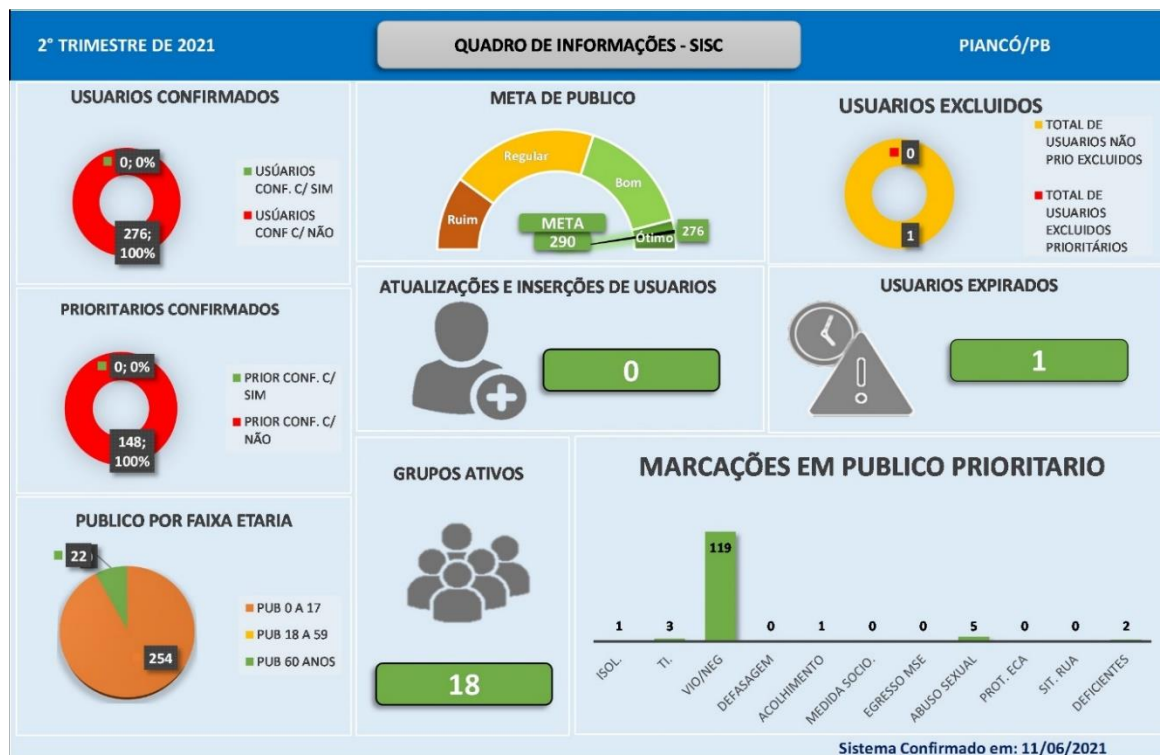 2° TRIMESTRE DE 2021
QUADRO DE INFORMAÇÕES - SISC
PIANCÓ/PB
USUARIOS CONFIRMADOS
0; 0%
276;
100%
USÚÁRIOS
CONF. C/ SIM
USÚÁRIOS
CONF C/ NÃO
META DE PUBLICO
Ruim
Regular
Bom
Ótimo
META
290
276
USUARIOS EXCLUIDOS
0
1
TOTAL DE
USUARIOS NÃO
PRIO EXCLUIDOS
TOTAL DE
USUARIOS
EXCLUIDOS
PRIORITÁRIOS
PRIORITARIOS CONFIRMADOS
0; 0%
148;
100%
PRIOR CONF. C/
SIM
PRIOR CONF. C/
NÃO
ATUALIZAÇÕES E INSERÇÕES DE USUARIOS
0
USUARIOS EXPIRADOS
1
PUBLICO POR FAIXA ETARIA
22
254
PUB 0 A 17
PUB 18 A 59
PUB 60 ANOS
GRUPOS ATIVOS
18
MARCAÇÕES EM PUBLICO PRIORITARIO
1 3 119 0 1 0 0 5 0 0 2
ISOL.
TI.
VIO/NEG
DEFASAGEM
ACOLHIMENTO
MEDIDA SOCIO.
EGRESSO MSE
ABUSO SEXUAL
PROT. ECA
SIT. RUA
DEFICIENTES
Sistema Confirmado em: 11/06/2021